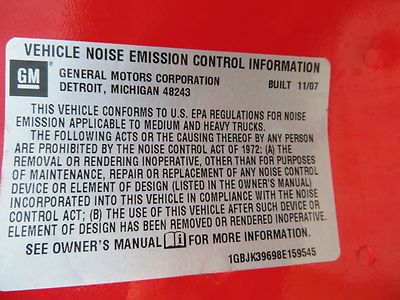 VEHICLE NOISE EMISSION CONTROL INFORMATION
GM GENERAL MOTORS CORPORATION BUILT 11/07
DETROIT, MICHIGAN 48243
THIS VEHICLE CONFORMS TO U.S. EPA REGULATIONS FOR NOISE
EMISSION APPLICABLE TO MEDIUM AND HEAVY TRUCKS.
THE FOLLOWING ACTS OR THE CAUSING THEREOF BY ANY PERSON
ARE PROHIBITED BY THE NOISE CONTROL ACT OF 1972: (A) THE
REMOVAL OR RENDERING INOPERATIVE, OTHER THAN FOR PURPOSES
OF MAINTENANCE, REPAIR OR REPLACEMENT OF ANY NOISE CONTROL
DEVICE OR ELEMENT OF DESIGN (LISTED IN THE OWNER'S MANUAL)
INCORPORATED INTO THIS VEHICLE IN COMPLIANCE WITH THE NOISE
CONTROL ACT; (B) THE USE OF THIS VEHICLE AFTER SUCH DEVICE OR
ELEMENT OF DESIGN HAS BEEN REMOVED OR RENDERED INOPERATIVE.
SEE OWNER'S MANUAL FOR MORE INFORMATION.
1GBJK39698E159545